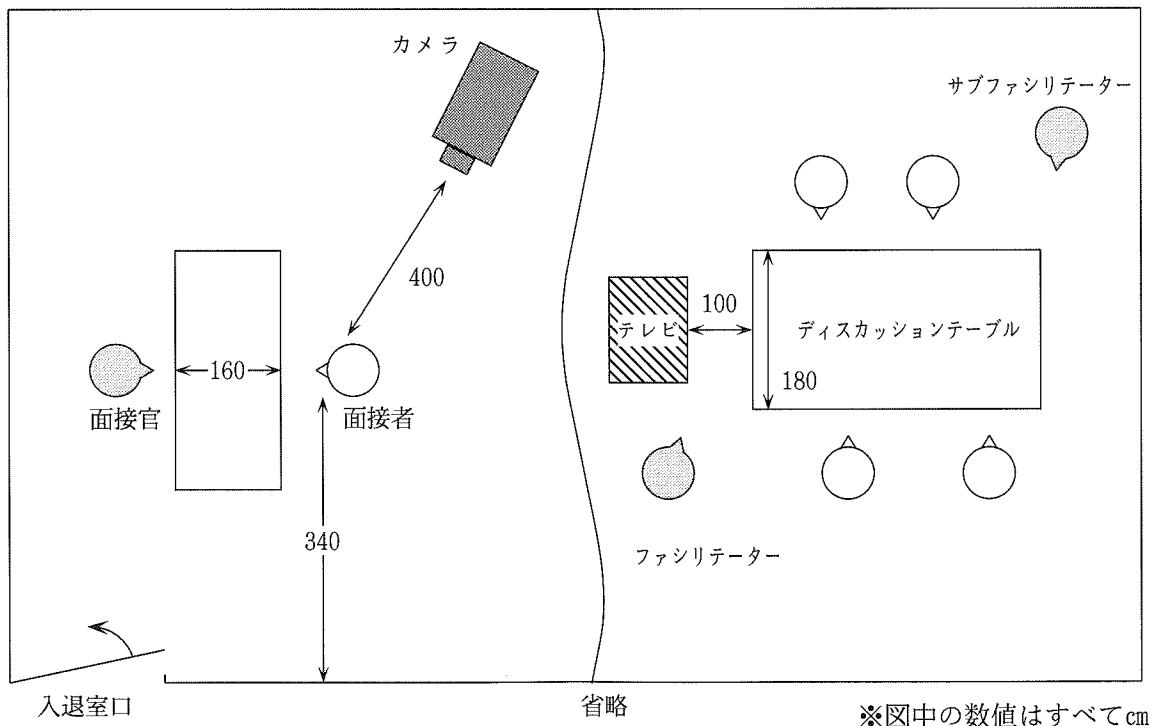 カメラ
サブファシリテーター
400
テレビ
100
ディスカッションテーブル
180
160
面接官
面接者
340
ファシリテーター
入退室口
省略
※図中の数値はすべて㎝